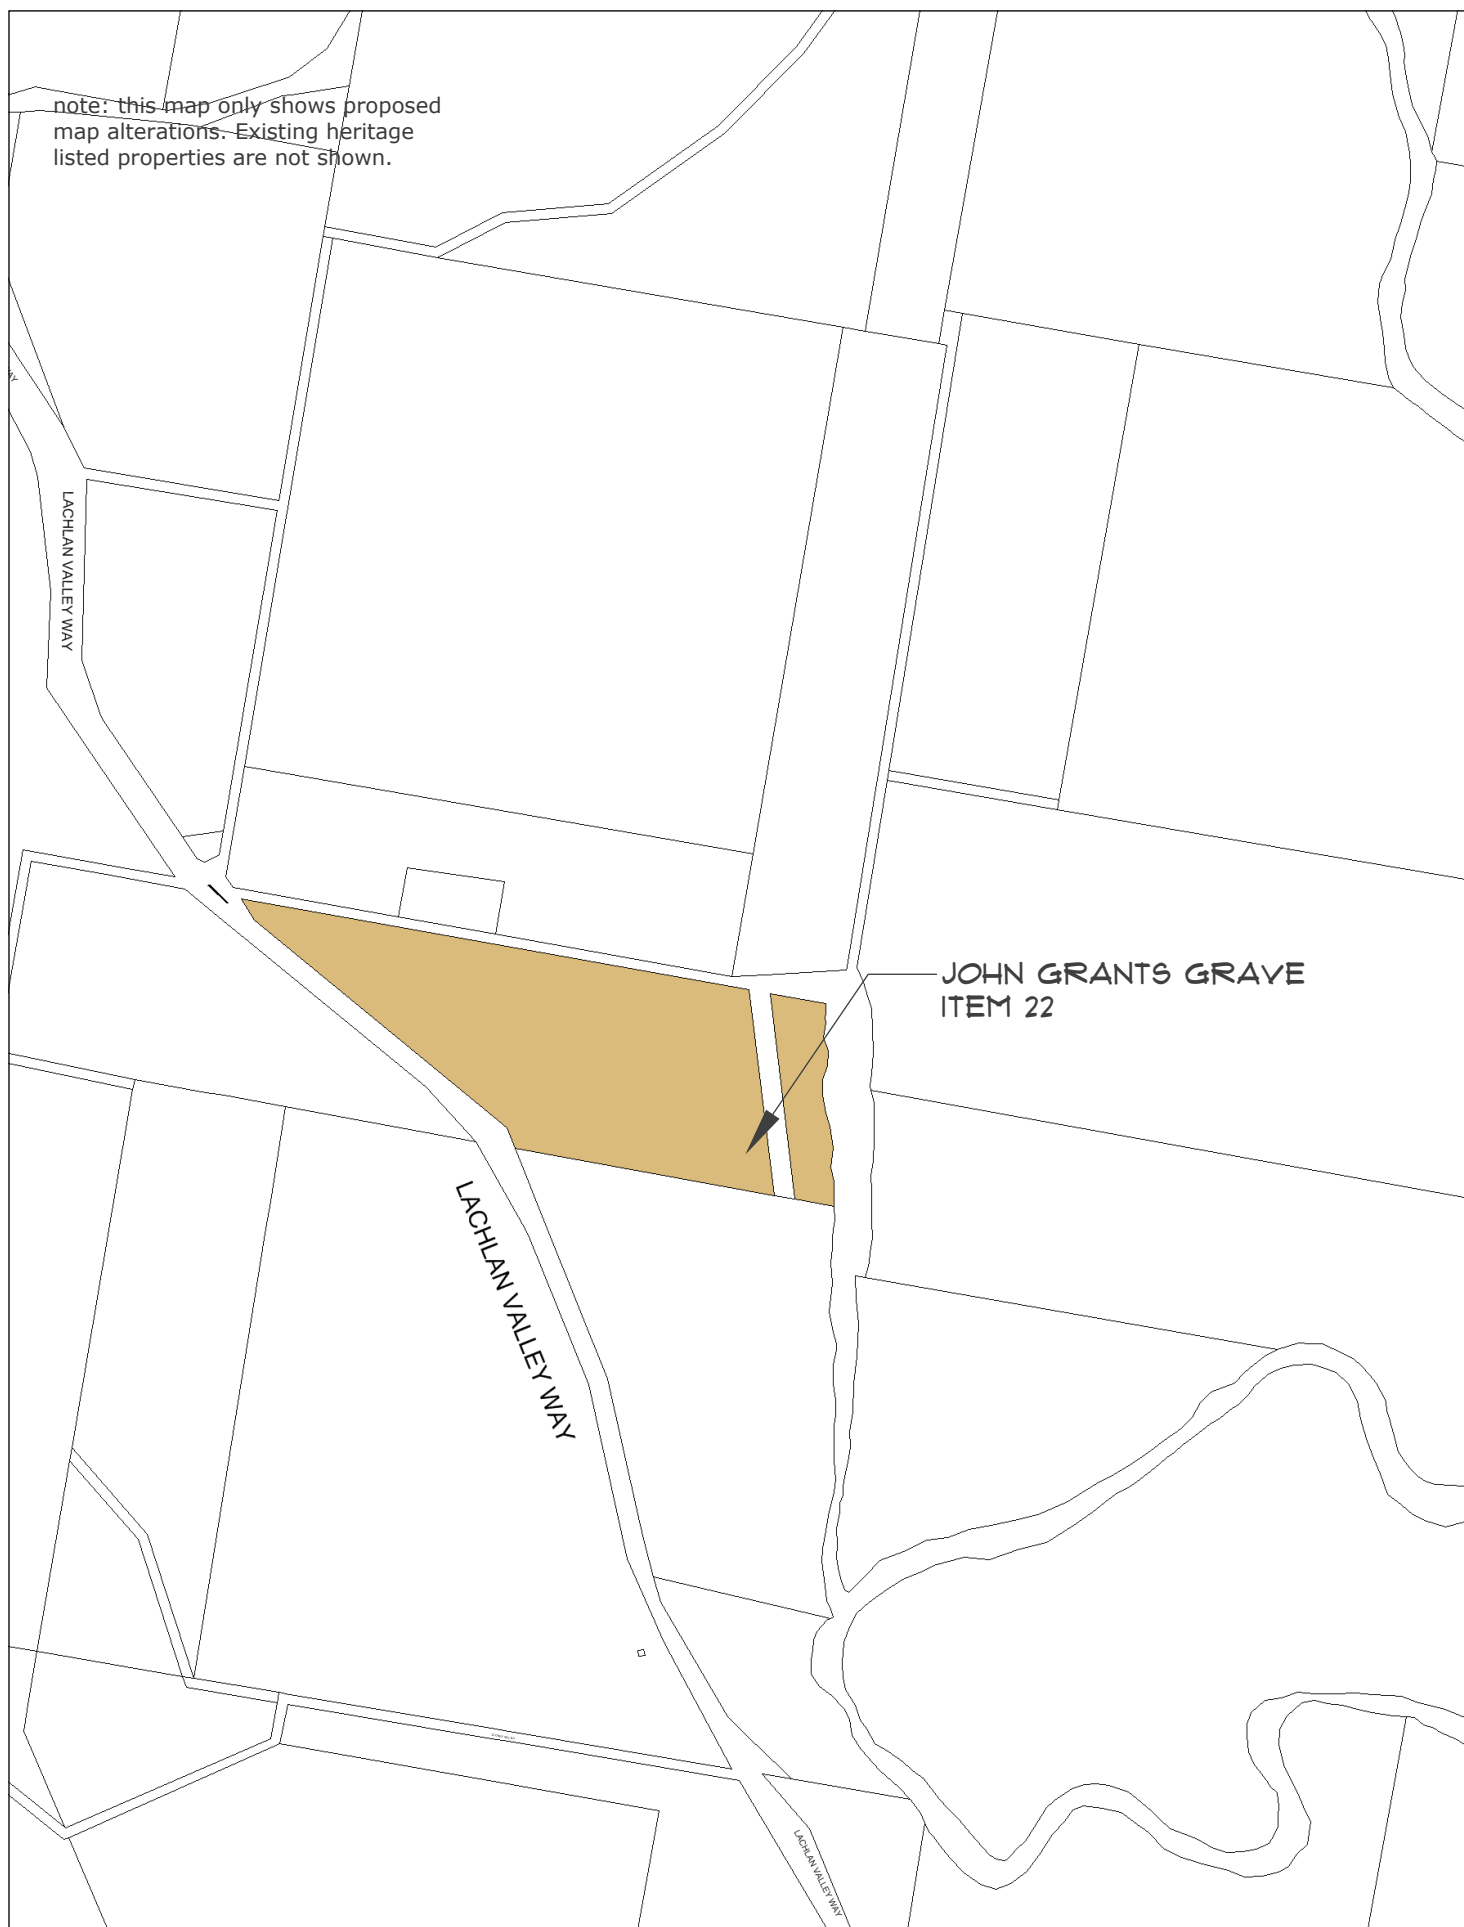 note: this map only shows proposed
map alterations. Existing heritage
listed properties are not shown.
LACHLAN VALLEY WAY
JOHN GRANTS GRAVE
ITEM 22
LACHLAN VALLEY WAY
LACHLAN VALLEY WAY